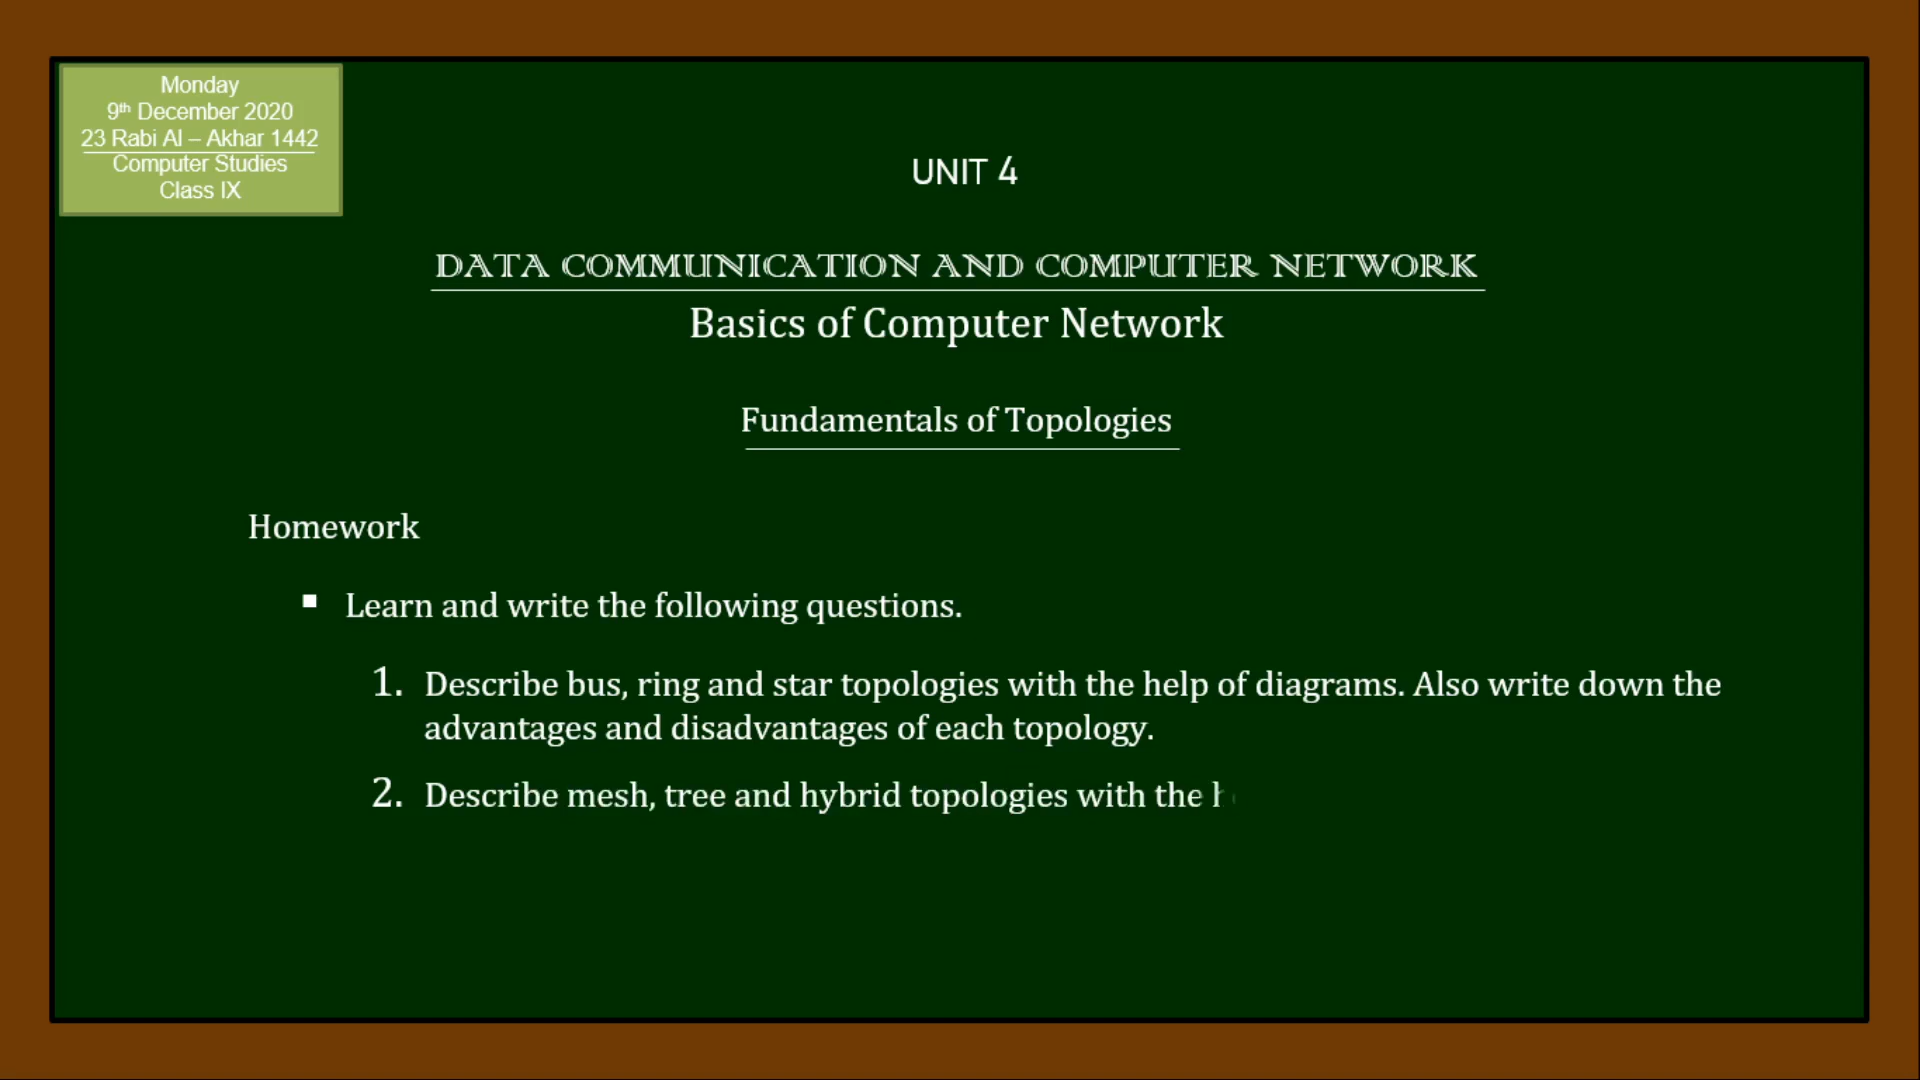 Monday
9th December 2020
23 Rabi Al – Akhar 1442
Computer Studies
Class IX
UNIT 4
DATA COMMUNICATION AND COMPUTER NETWORK
Basics of Computer Network
Fundamentals of Topologies
Homework
▪ Learn and write the following questions.
1. Describe bus, ring and star topologies with the help of diagrams. Also write down the
advantages and disadvantages of each topology.
2. Describe mesh, tree and hybrid topologies with the